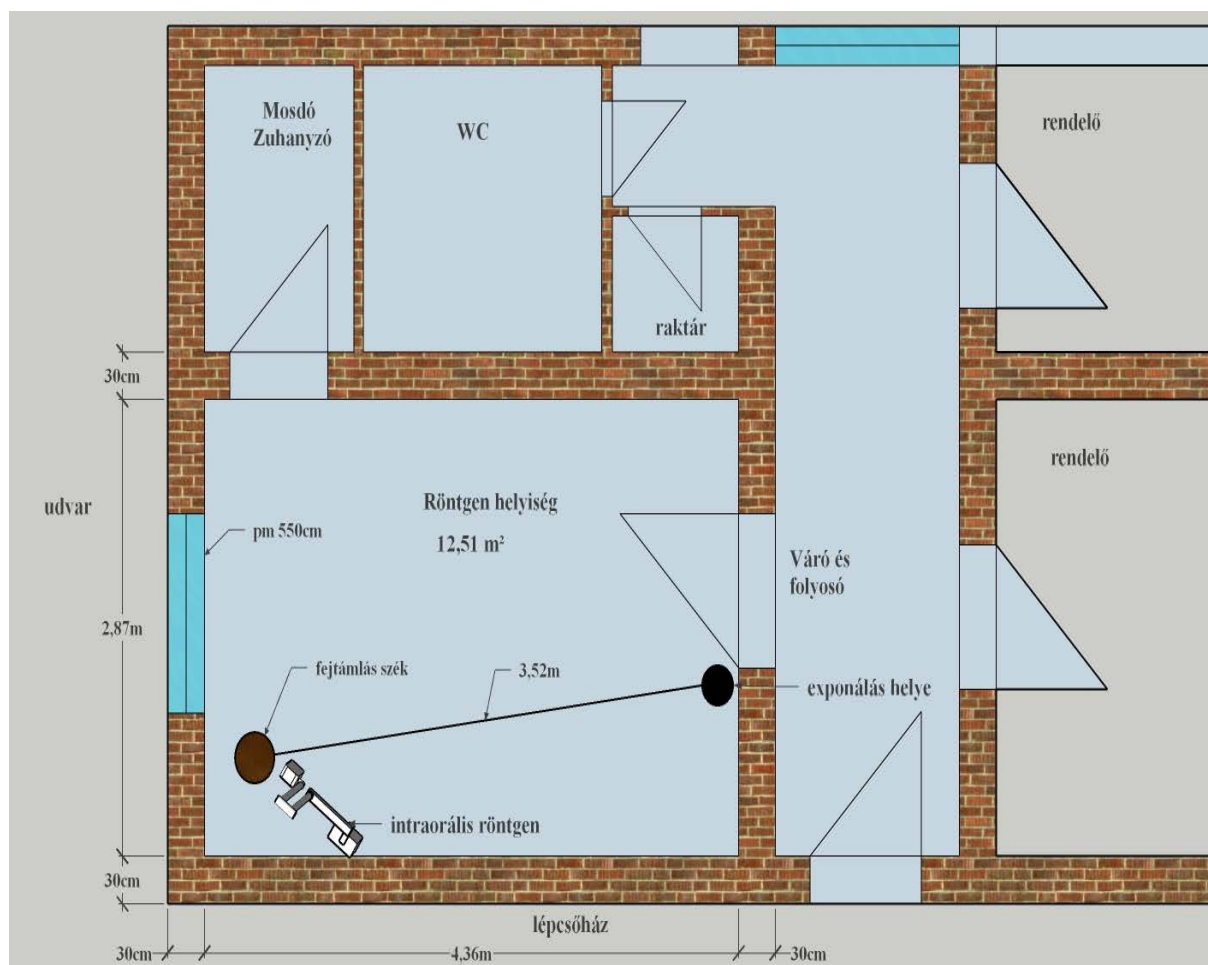 Mosdó
Zuhanyzó
WC
rendelő
raktár
30cm
rendelő
udvar
Röntgen helyiség
12,51 m²
pm 550cm
Váró és
folyosó
2,87m
fejtámlás szék
3,52m
exponálás helye
intraorális röntgen
30cm
lépcsőház
30cm
4,36m
30cm